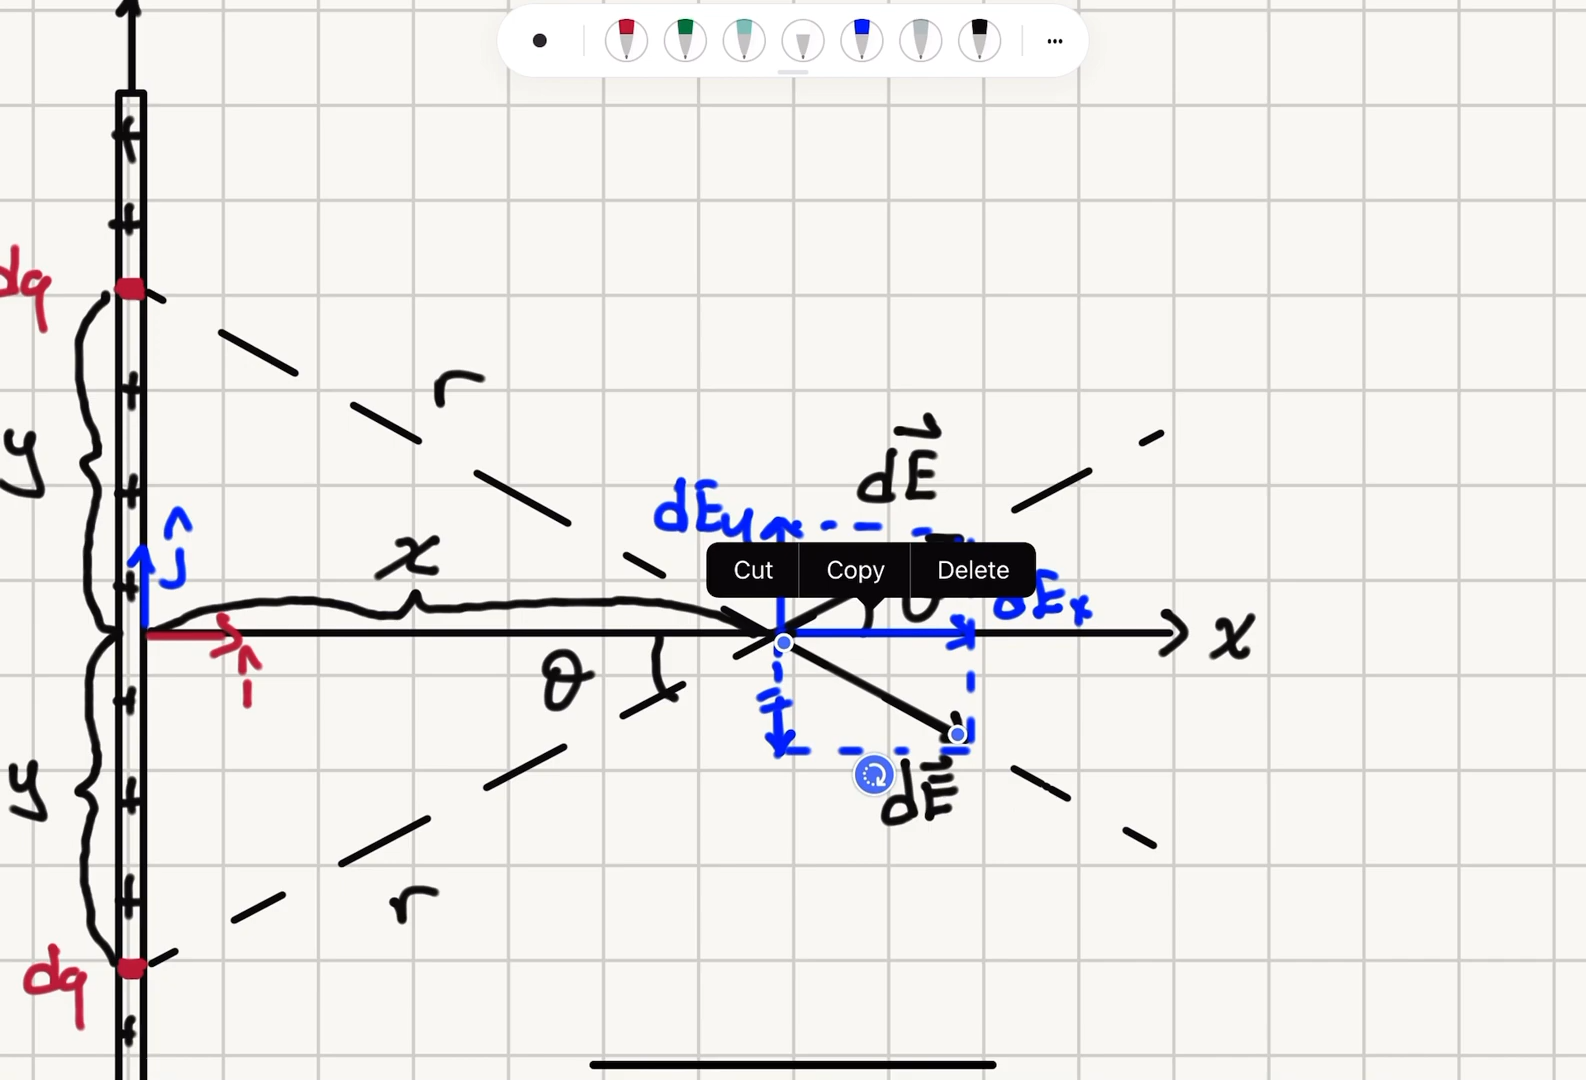 dq
r
y
dE
dEy
ĵ
x
Cut Copy Delete
dEx
x
î
θ
y
dE
r
dq